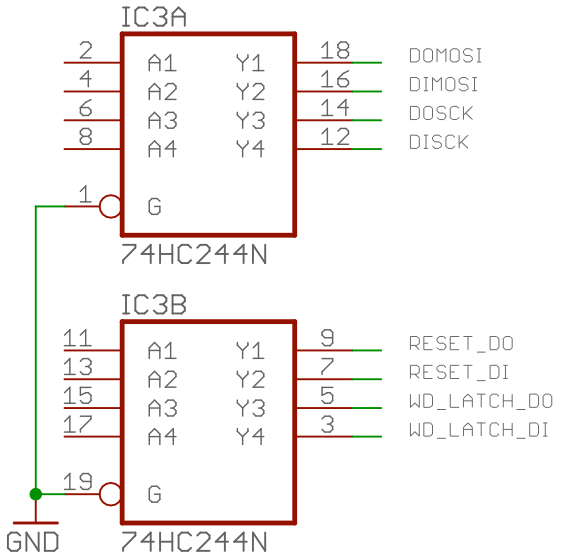 IC3A
2 A1 Y1 18 DOMOSI
4 A2 Y2 16 DIMOSI
6 A3 Y3 14 DOSCK
8 A4 Y4 12 DISCK
1 G
74HC244N
IC3B
11 A1 Y1 9 RESET_DO
13 A2 Y2 7 RESET_DI
15 A3 Y3 5 WD_LATCH_DO
17 A4 Y4 3 WD_LATCH_DI
19 G
GND 74HC244N